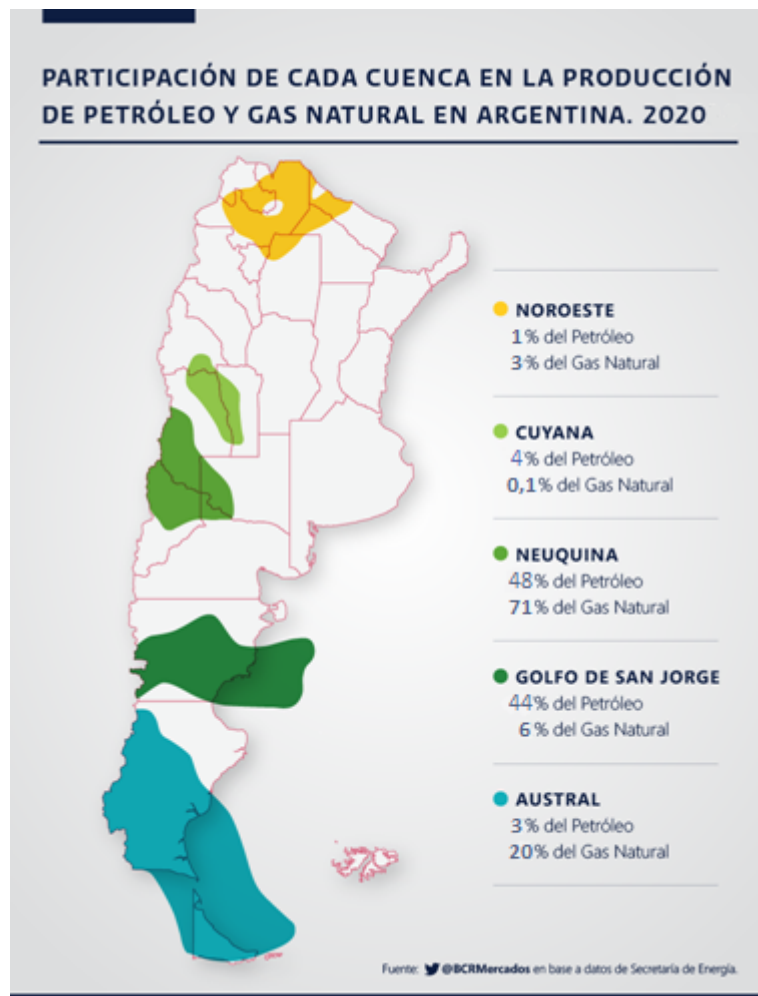 PARTICIPACIÓN DE CADA CUENCA EN LA PRODUCCIÓN
DE PETRÓLEO Y GAS NATURAL EN ARGENTINA. 2020
NOROESTE
1% del Petróleo
3% del Gas Natural
CUYANA
4% del Petróleo
0,1% del Gas Natural
NEUQUINA
48% del Petróleo
71% del Gas Natural
GOLFO DE SAN JORGE
44% del Petróleo
6% del Gas Natural
AUSTRAL
3% del Petróleo
20% del Gas Natural
Fuente: @BCRMercados en base a datos de Secretaría de Energía.